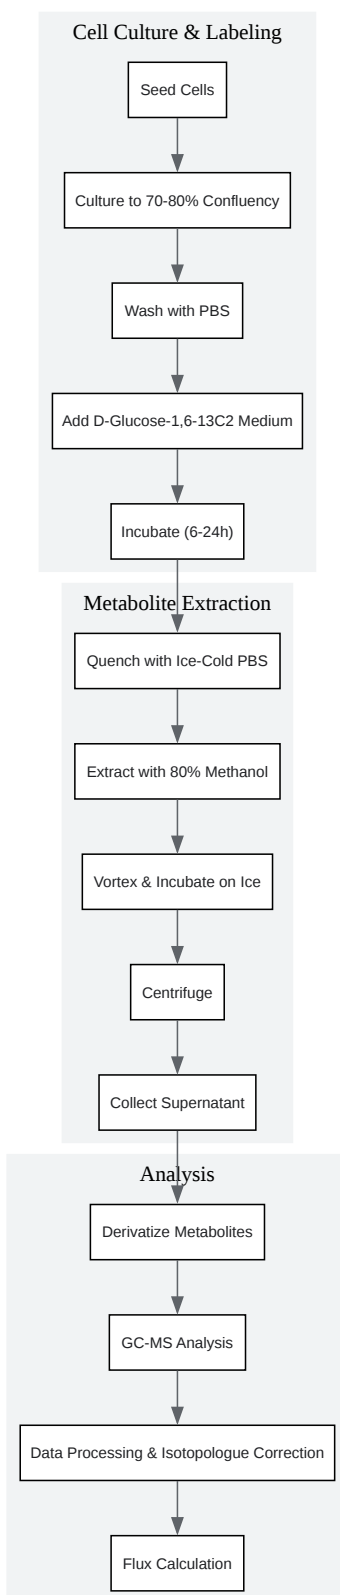 Cell Culture & Labeling
Seed Cells
Culture to 70-80% Confluency
Wash with PBS
Add D-Glucose-1,6-13C2 Medium
Incubate (6-24h)
Metabolite Extraction
Quench with Ice-Cold PBS
Extract with 80% Methanol
Vortex & Incubate on Ice
Centrifuge
Collect Supernatant
Analysis
Derivatize Metabolites
GC-MS Analysis
Data Processing & Isotopologue Correction
Flux Calculation